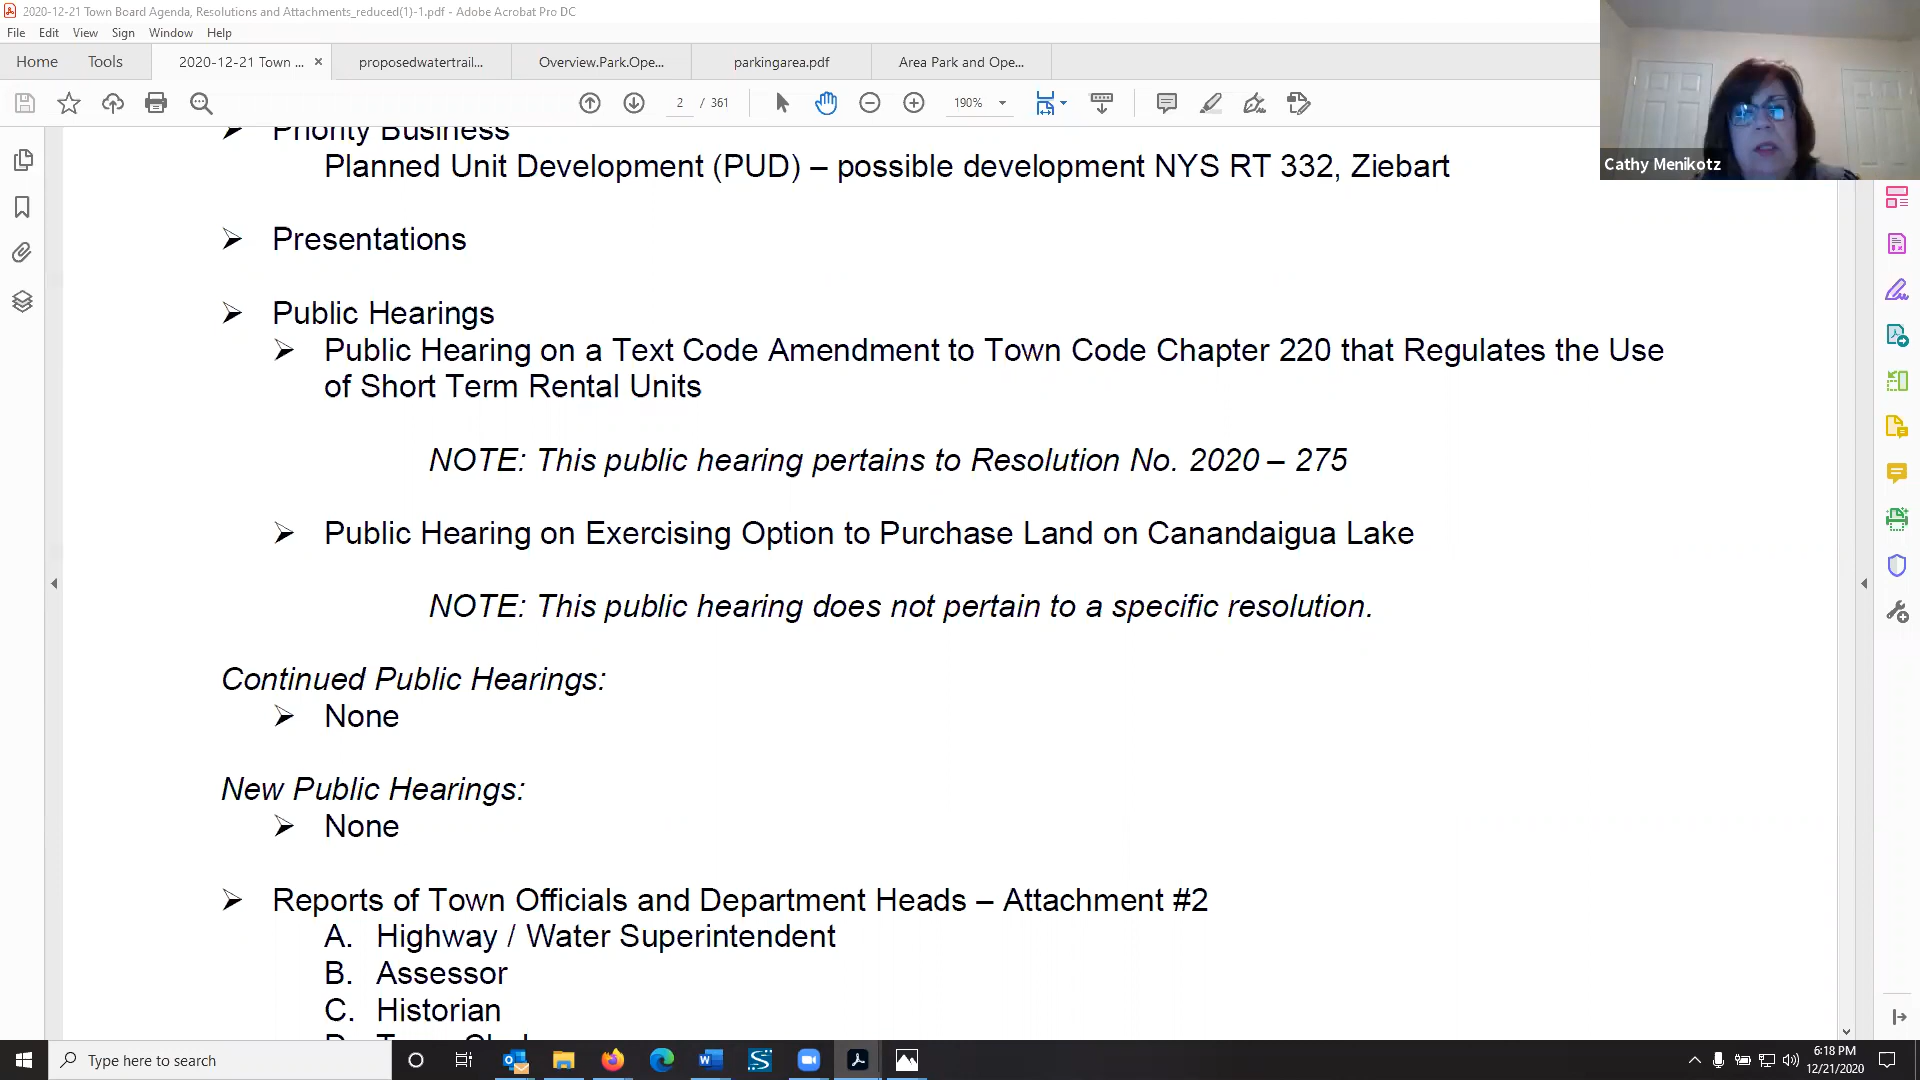 2020-12-21 Town Board Agenda, Resolutions and Attachments_reduced(1)-1.pdf - Adobe Acrobat Pro DC
File Edit View Sign Window Help
Home Tools 2020-12-21 Town ... × proposedwatertrail... Overview.Park.Ope... parkingarea.pdf Area Park and Ope...
2 / 361 190%
Cathy Menikotz
➢ Priority Business
Planned Unit Development (PUD) – possible development NYS RT 332, Ziebart
➢ Presentations
➢ Public Hearings
➢ Public Hearing on a Text Code Amendment to Town Code Chapter 220 that Regulates the Use
of Short Term Rental Units
NOTE: This public hearing pertains to Resolution No. 2020 – 275
➢ Public Hearing on Exercising Option to Purchase Land on Canandaigua Lake
NOTE: This public hearing does not pertain to a specific resolution.
Continued Public Hearings:
➢ None
New Public Hearings:
➢ None
➢ Reports of Town Officials and Department Heads – Attachment #2
A. Highway / Water Superintendent
B. Assessor
C. Historian
Type here to search
6:18 PM
12/21/2020